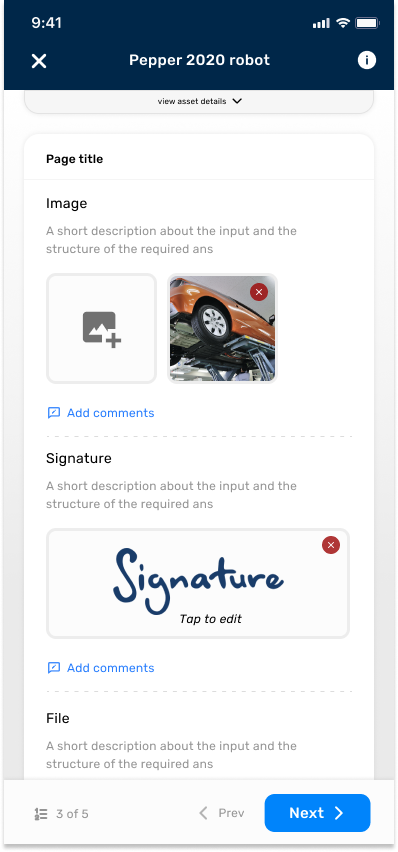 9:41
Pepper 2020 robot
view asset details
Page title
Image
A short description about the input and the
structure of the required ans
Add comments
Signature
A short description about the input and the
structure of the required ans
Signature
Tap to edit
Add comments
File
A short description about the input and the
structure of the required ans
3 of 5
Prev
Next